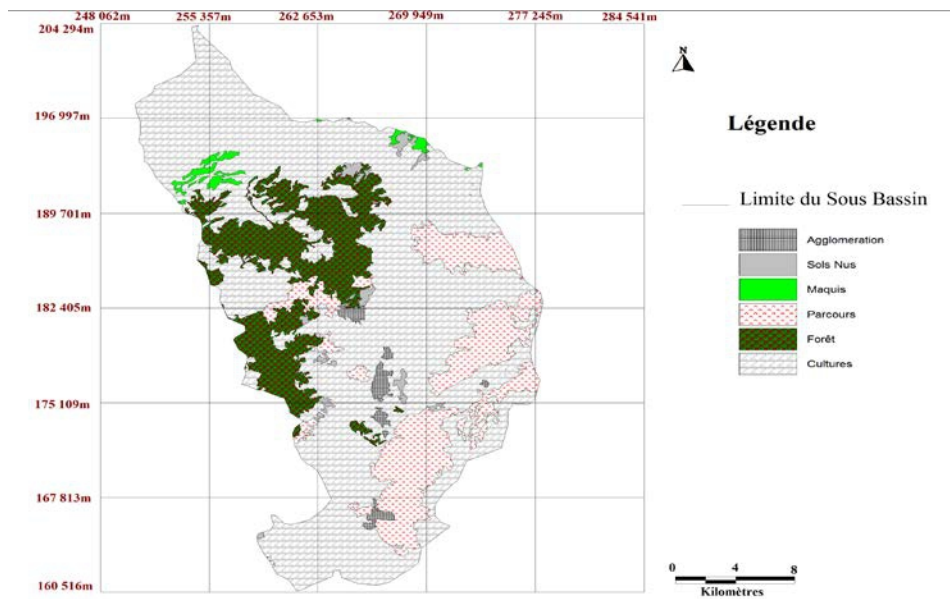 248 062m 255 357m 262 653m 269 949m 277 245m 284 541m
204 294m
196 997m
189 701m
182 405m
175 109m
167 813m
160 516m
N
Légende
Limite du Sous Bassin
Agglomeration
Sols Nus
Maquis
Parcours
Forêt
Cultures
0 4 8
Kilomètres